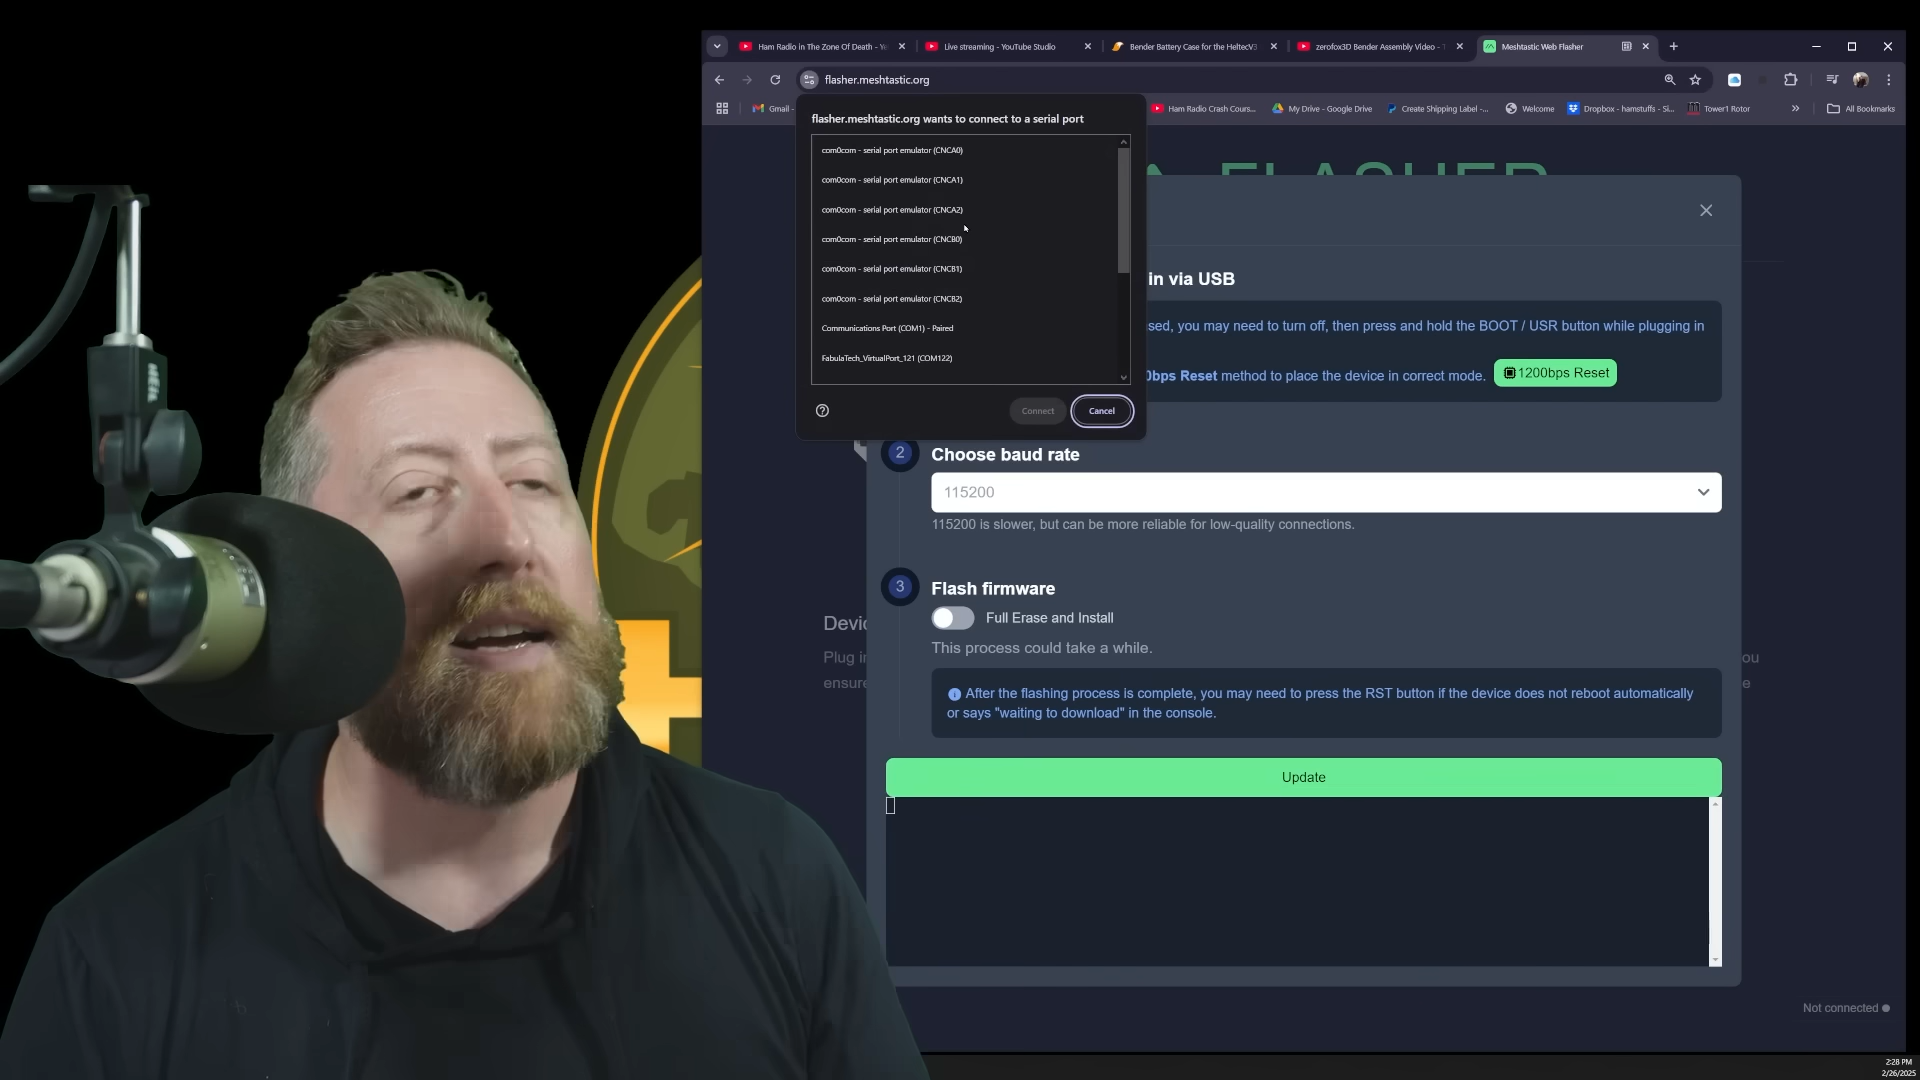 Ham Radio in The Zone Of Death - Ye
Live streaming - YouTube Studio
Bender Battery Case for the HeltecV3
zerofox3D Bender Assembly Video -
Meshtastic Web Flasher
flasher.meshtastic.org
Gmail -
Ham Radio Crash Cours...
My Drive - Google Drive
Create Shipping Label -...
Welcome
Dropbox - hamstuffs - Si...
Tower1 Rotor
All Bookmarks
flasher.meshtastic.org wants to connect to a serial port
com0com - serial port emulator (CNCA0)
com0com - serial port emulator (CNCA1)
com0com - serial port emulator (CNCA2)
com0com - serial port emulator (CNCB0)
com0com - serial port emulator (CNCB1)
com0com - serial port emulator (CNCB2)
Communications Port (COM1) - Paired
FabulaTech_VirtualPort_121 (COM122)
Connect
Cancel
FLASHER
in via USB
sed, you may need to turn off, then press and hold the BOOT / USR button while plugging in
0bps Reset method to place the device in correct mode.
1200bps Reset
2
Choose baud rate
115200
115200 is slower, but can be more reliable for low-quality connections.
3
Flash firmware
Full Erase and Install
This process could take a while.
After the flashing process is complete, you may need to press the RST button if the device does not reboot automatically
or says "waiting to download" in the console.
Update
Devic
Plug in
ensure
ou
e
Not connected
2:28 PM
2/26/2025